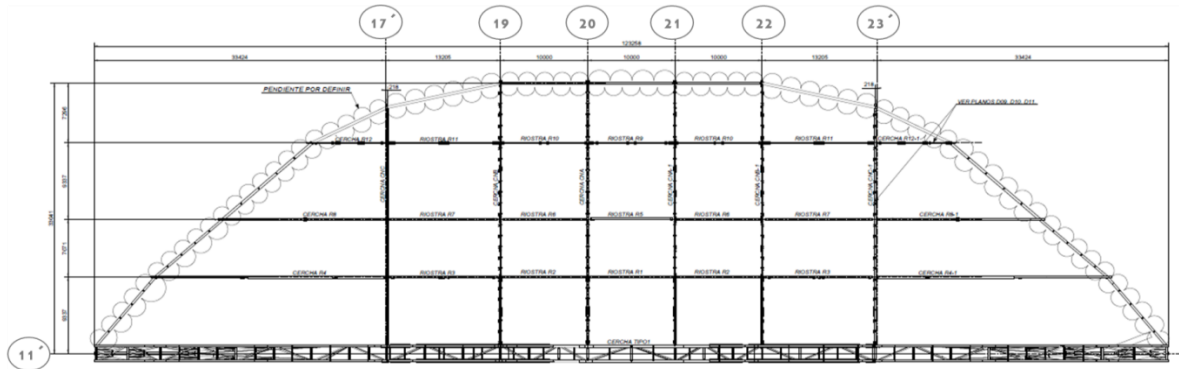 17´ 19 20 21 22 23´
123258
33424 13205 10000 10000 10000 13205 33424
218 218
PENDIENTE POR DEFINIR
VER PLANOS D09, D10, D11.
CERCHA R12 RIOSTRA R11 RIOSTRA R10 RIOSTRA R9 RIOSTRA R10 RIOSTRA R11 CERCHA R12-1
CERCHA R8 RIOSTRA R7 RIOSTRA R6 RIOSTRA R5 RIOSTRA R6 RIOSTRA R7 CERCHA R8-1
CERCHA R4 RIOSTRA R3 RIOSTRA R2 RIOSTRA R1 RIOSTRA R2 RIOSTRA R3 CERCHA R4-1
CERCHA TIPO1
11´